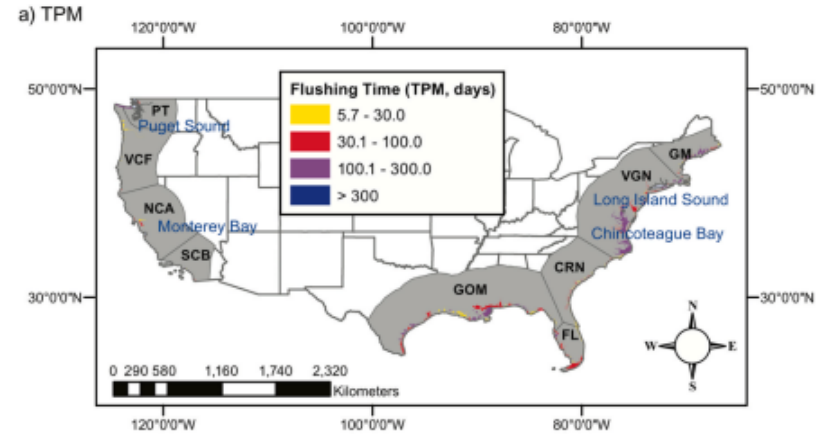 a) TPM
120°0'0"W 100°0'0"W 80°0'0"W
50°0'0"N 50°0'0"N
Flushing Time (TPM, days)
5.7 - 30.0
30.1 - 100.0
100.1 - 300.0
> 300
PT
Puget Sound
VCF
NCA
Monterey Bay
SCB
GM
VGN
Long Island Sound
Chincoteague Bay
CRN
GOM
FL
30°0'0"N 30°0'0"N
N
W E
S
0 290 580 1,160 1,740 2,320
Kilometers
120°0'0"W 100°0'0"W 80°0'0"W